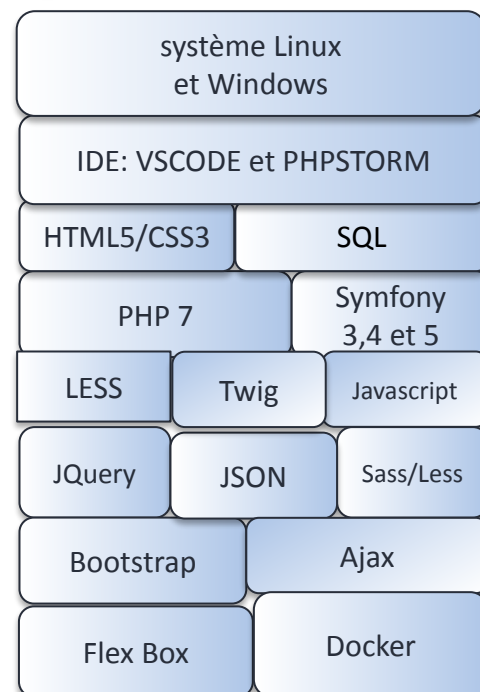 système Linux
et Windows
IDE: VSCODE et PHPSTORM
HTML5/CSS3
SQL
PHP 7
Symfony
3,4 et 5
LESS
Twig
Javascript
JQuery
JSON
Sass/Less
Bootstrap
Ajax
Flex Box
Docker